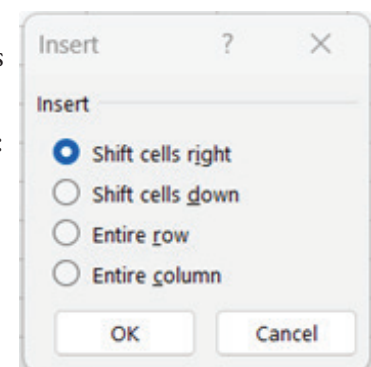 s
:
Insert ? ×
Insert
Shift cells right
Shift cells down
Entire row
Entire column
OK Cancel